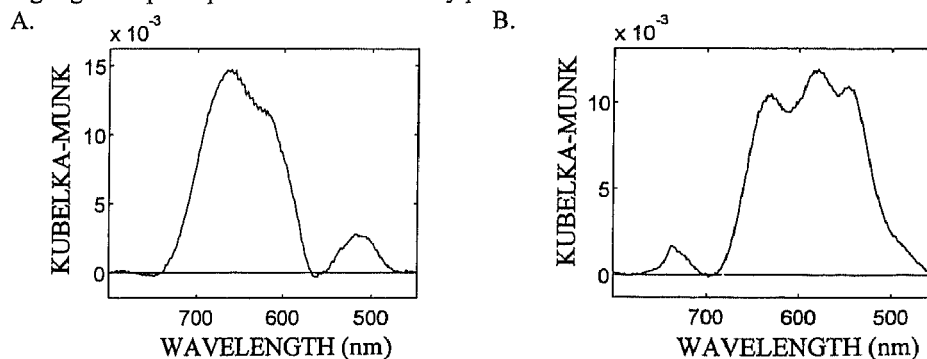 A.
B.
x 10-3
15
10
5
0
KUBELKA-MUNK
700 600 500
WAVELENGTH (nm)
x 10-3
10
5
0
KUBELKA-MUNK
700 600 500
WAVELENGTH (nm)